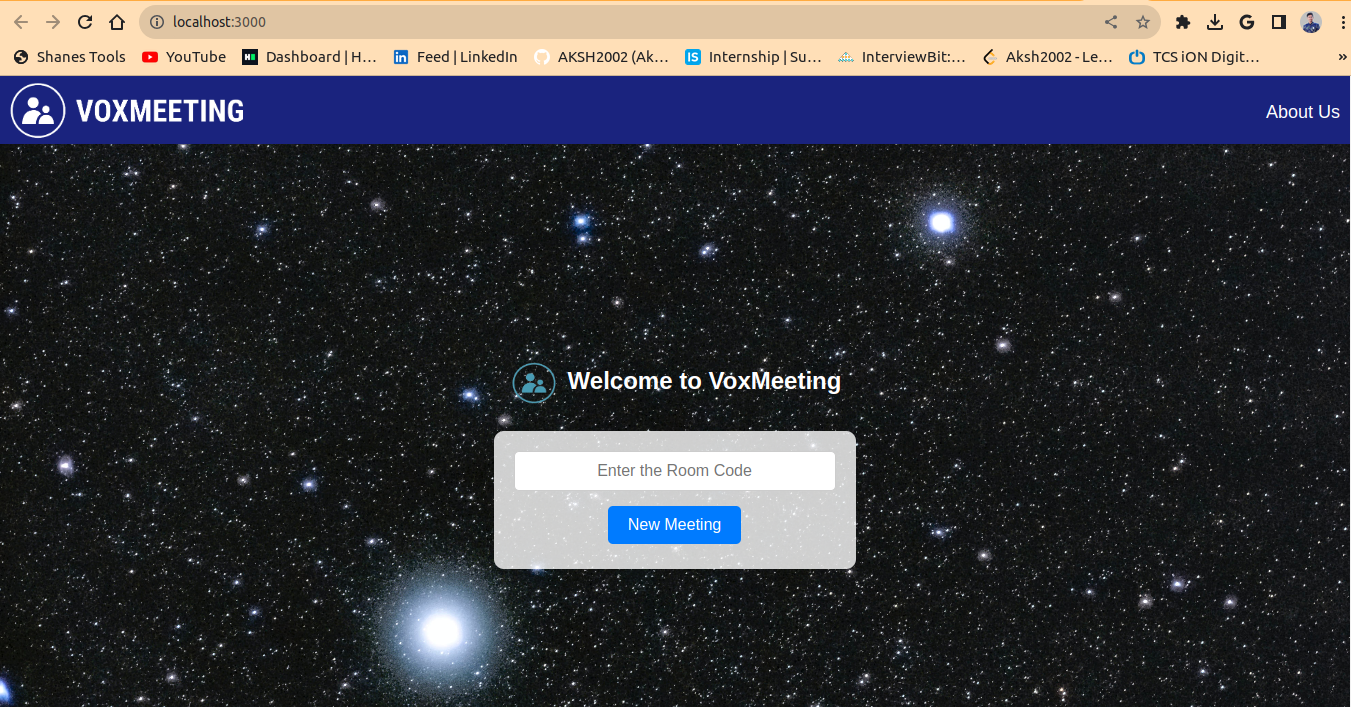 localhost:3000
Shanes Tools YouTube Dashboard | H... Feed | LinkedIn AKSH2002 (Ak... IS Internship | Su... InterviewBit:... Aksh2002 - Le... TCS iON Digit... »
VOXMEETING About Us
Welcome to VoxMeeting
Enter the Room Code
New Meeting